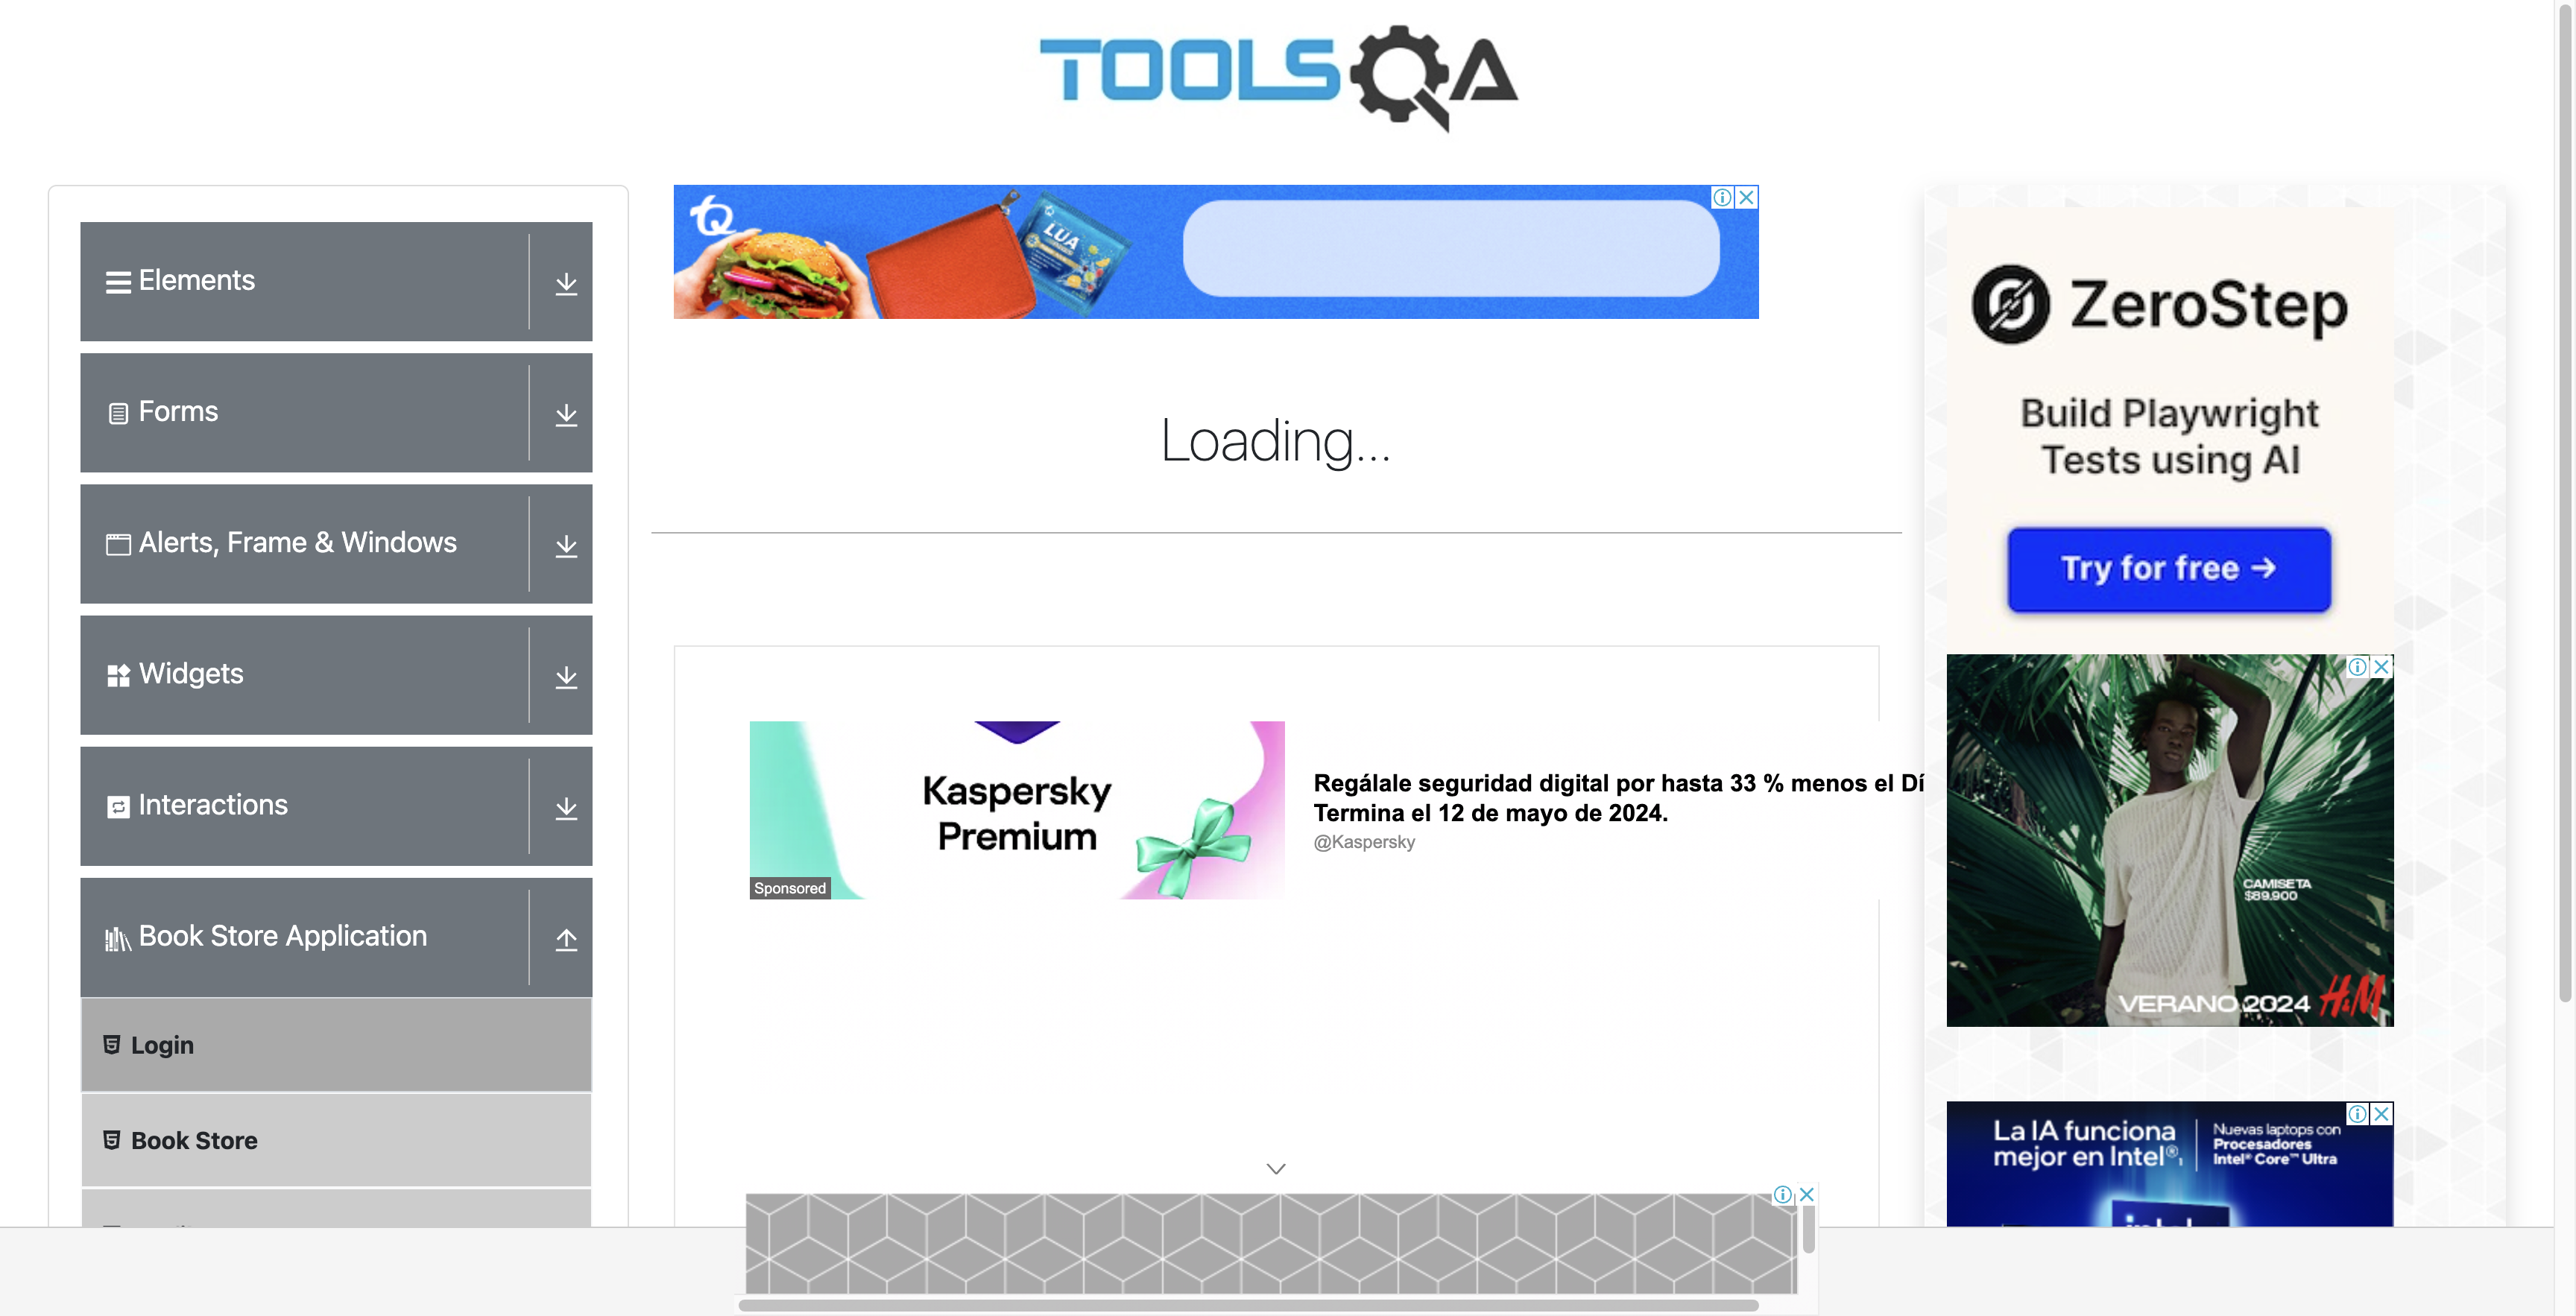 TOOLSQA
Elements
Forms
Alerts, Frame & Windows
Widgets
Interactions
Book Store Application
Login
Book Store
LUA
Loading...
Kaspersky
Premium
Sponsored
Regálale seguridad digital por hasta 33 % menos el Dí
Termina el 12 de mayo de 2024.
@Kaspersky
ZeroStep
Build Playwright
Tests using AI
Try for free →
CAMISETA
$89.900
VERANO 2024 H&M
La IA funciona
mejor en Intel®,
Nuevas laptops con
Procesadores
Intel® Core™ Ultra
intel